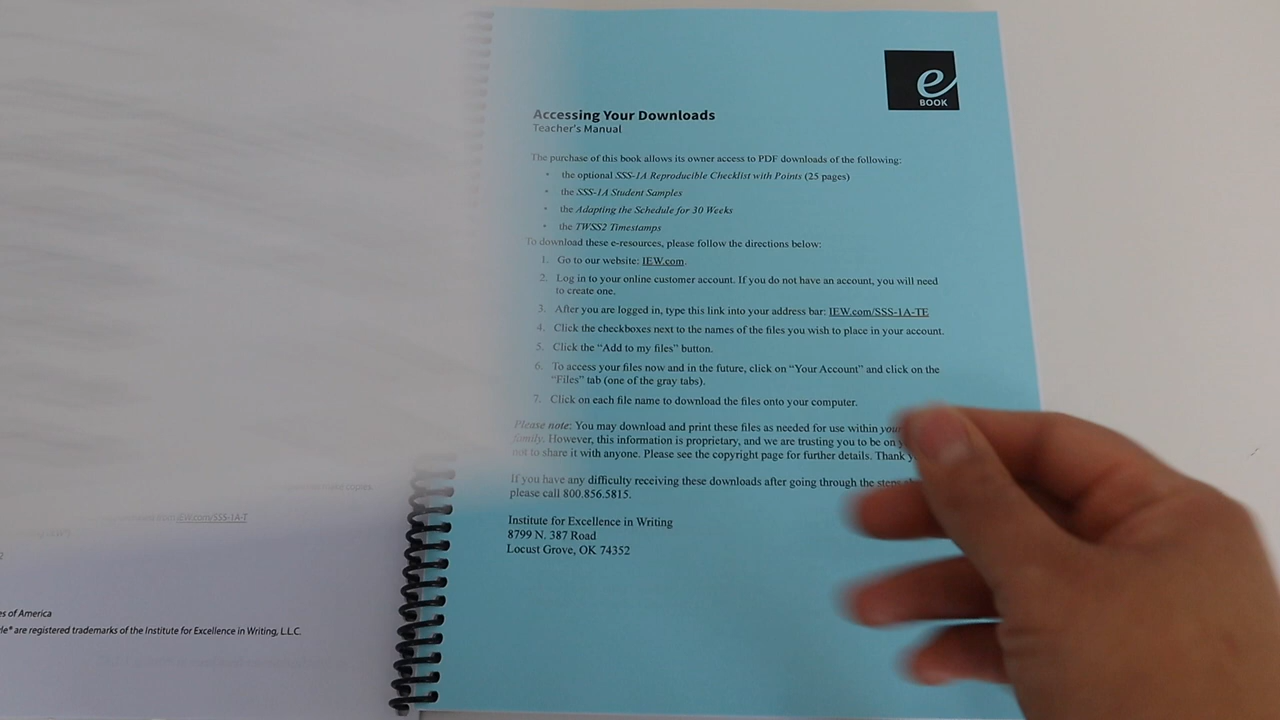 e
BOOK
Accessing Your Downloads
Teacher's Manual
The purchase of this book allows its owner access to PDF downloads of the following:
• the optional SSS-1A Reproducible Checklist with Points (25 pages)
• the SSS-1A Student Samples
• the Adapting the Schedule for 30 Weeks
• the TWSS2 Timestamps
To download these e-resources, please follow the directions below:
1. Go to our website: IEW.com.
2. Log in to your online customer account. If you do not have an account, you will need
to create one.
3. After you are logged in, type this link into your address bar: IEW.com/SSS-1A-TE
4. Click the checkboxes next to the names of the files you wish to place in your account.
5. Click the “Add to my files” button.
6. To access your files now and in the future, click on “Your Account” and click on the
“Files” tab (one of the gray tabs).
7. Click on each file name to download the files onto your computer.
Please note: You may download and print these files as needed for use within your
family. However, this information is proprietary, and we are trusting you to be on
not to share it with anyone. Please see the copyright page for further details. Thank
If you have any difficulty receiving these downloads after going through the steps
please call 800.856.5815.
Institute for Excellence in Writing
8799 N. 387 Road
Locust Grove, OK 74352
copies.
IEW.com/SSS-1A-T
es of America
are registered trademarks of the Institute for Excellence in Writing, L.L.C.